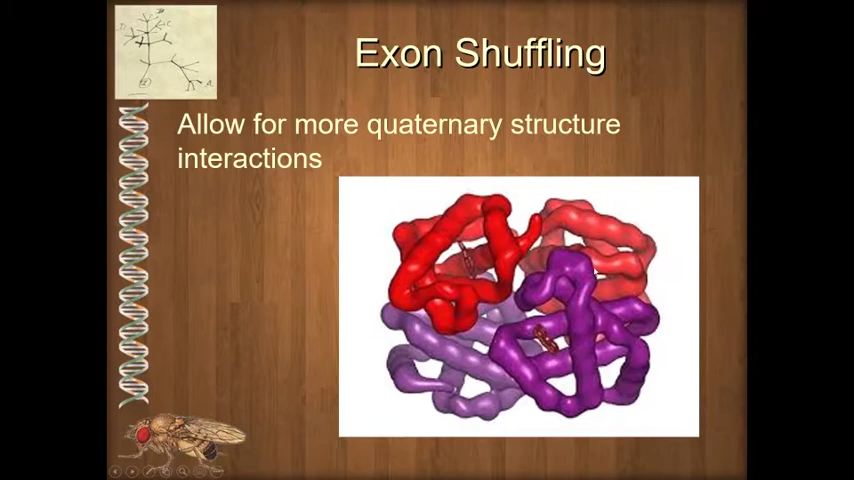 Exon Shuffling
Allow for more quaternary structure
interactions